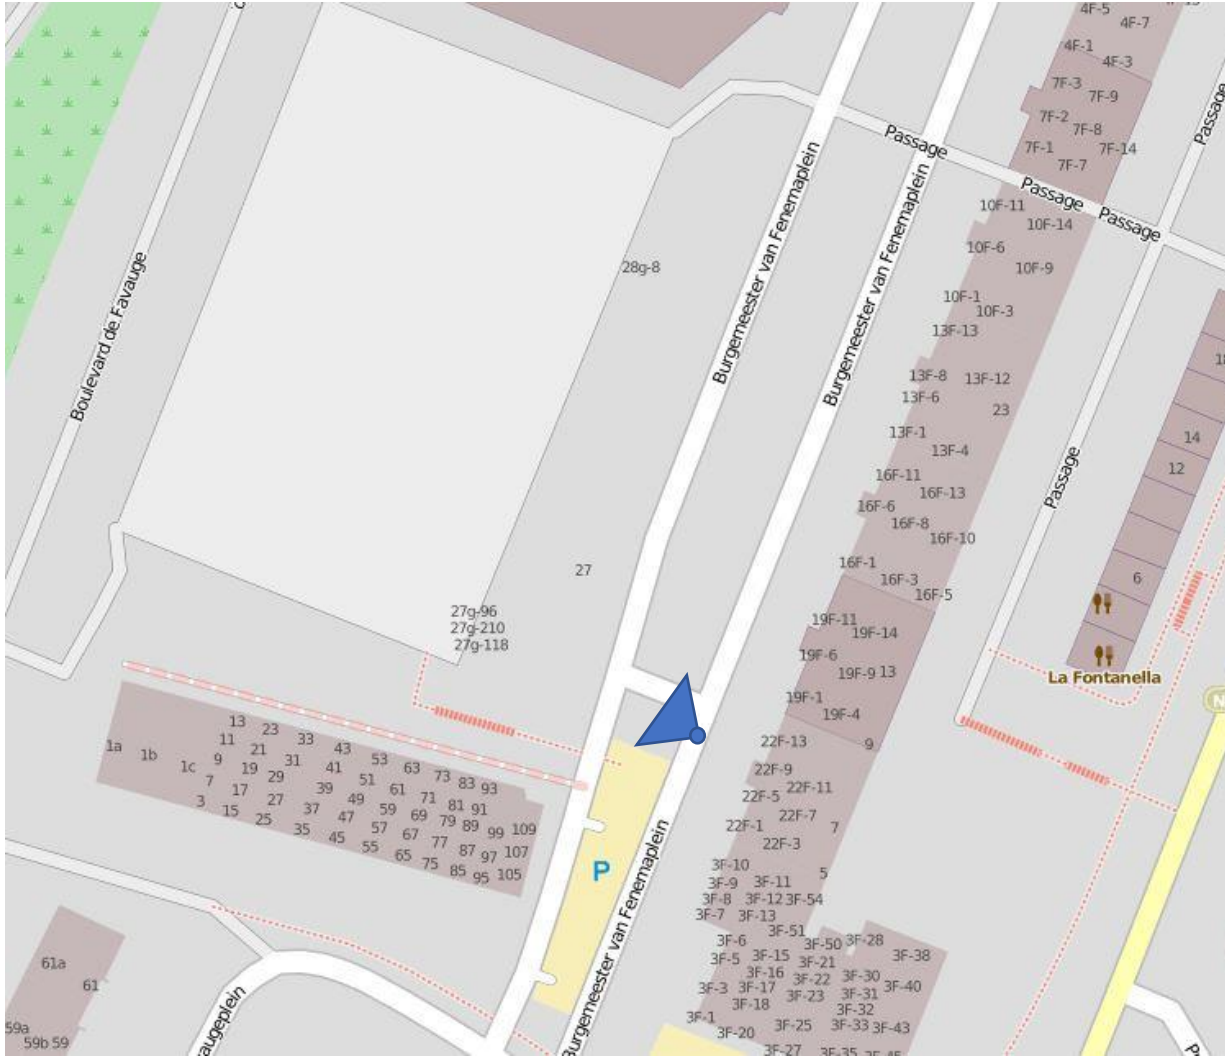 4F-5
4F-7
4F-1
4F-3
7F-3
7F-9
7F-2
7F-8
7F-1
7F-14
7F-7
Passage
Passage
Passage
Passage
Burgemeester van Fenemaplein
Burgemeester van Fenemaplein
Boulevard de Favauge
28g-8
10F-11
10F-14
10F-6
10F-9
10F-1
10F-3
13F-13
13F-8
13F-12
13F-6
23
13F-1
13F-4
16F-11
16F-13
16F-6
16F-8
16F-10
16F-1
16F-3
16F-5
Passage
14
12
6
27
27g-96
27g-210
27g-118
19F-11
19F-14
19F-6
19F-9
13
19F-1
19F-4
9
La Fontanella
N
22F-13
22F-9
22F-11
22F-5
22F-7
22F-1
7
22F-3
1a
1b
1c
13
23
33
43
53
63
73
83
93
11
21
31
41
51
61
71
81
91
9
19
29
39
49
59
69
79
89
99
109
7
17
27
37
47
57
67
77
87
97
107
3
15
25
35
45
55
65
75
85
95
105
P
Burgemeester van Fenemaplein
3F-10
5
3F-9
3F-11
3F-8
3F-12
3F-54
3F-7
3F-13
3F-51
3F-6
3F-50
3F-28
3F-5
3F-15
3F-21
3F-38
3F-16
3F-22
3F-30
3F-3
3F-17
3F-23
3F-31
3F-40
3F-18
3F-32
3F-1
3F-20
3F-25
3F-33
3F-43
3F-27
3F-35
61a
61
59a
59b
59
augeplein